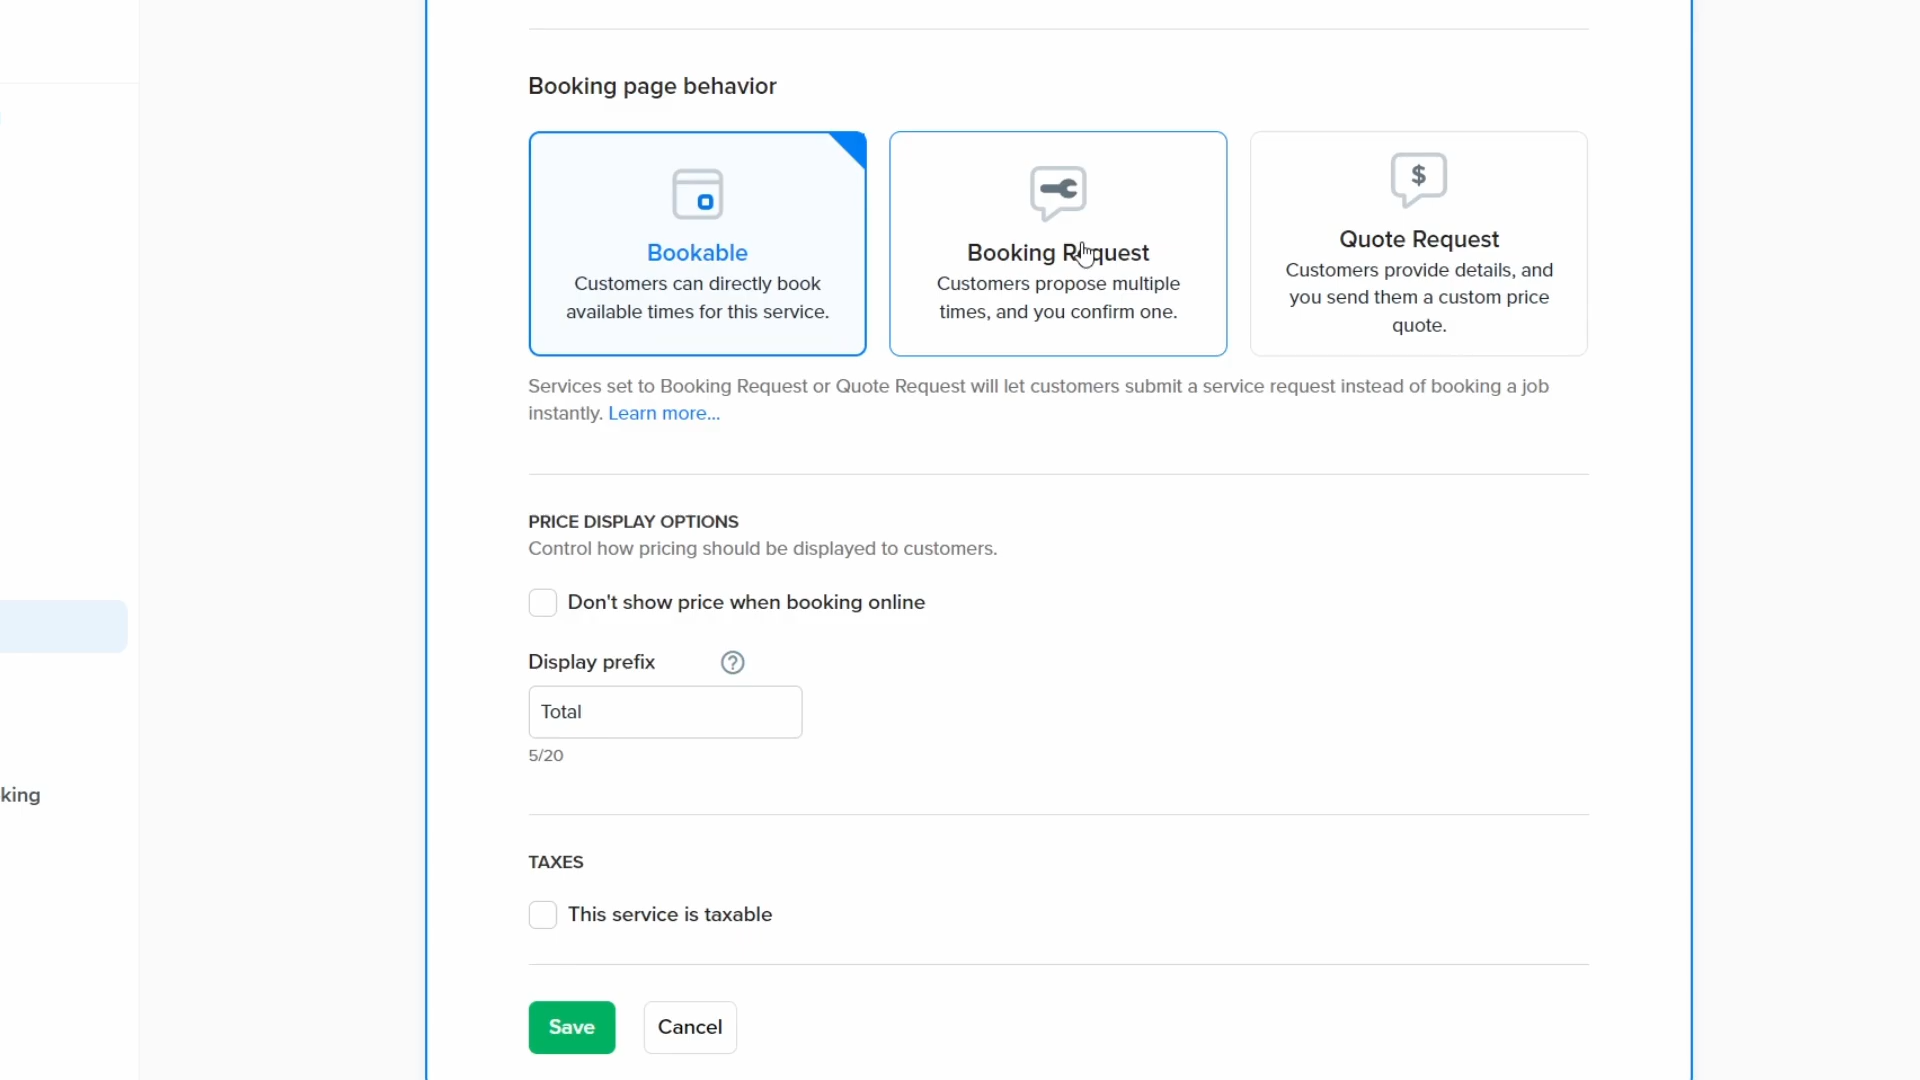 Booking page behavior
Bookable
Customers can directly book
available times for this service.
Booking Request
Customers propose multiple
times, and you confirm one.
$
Quote Request
Customers provide details, and
you send them a custom price
quote.
Services set to Booking Request or Quote Request will let customers submit a service request instead of booking a job
instantly. Learn more...
PRICE DISPLAY OPTIONS
Control how pricing should be displayed to customers.
Don't show price when booking online
Display prefix ?
Total
5/20
king
TAXES
This service is taxable
Save Cancel